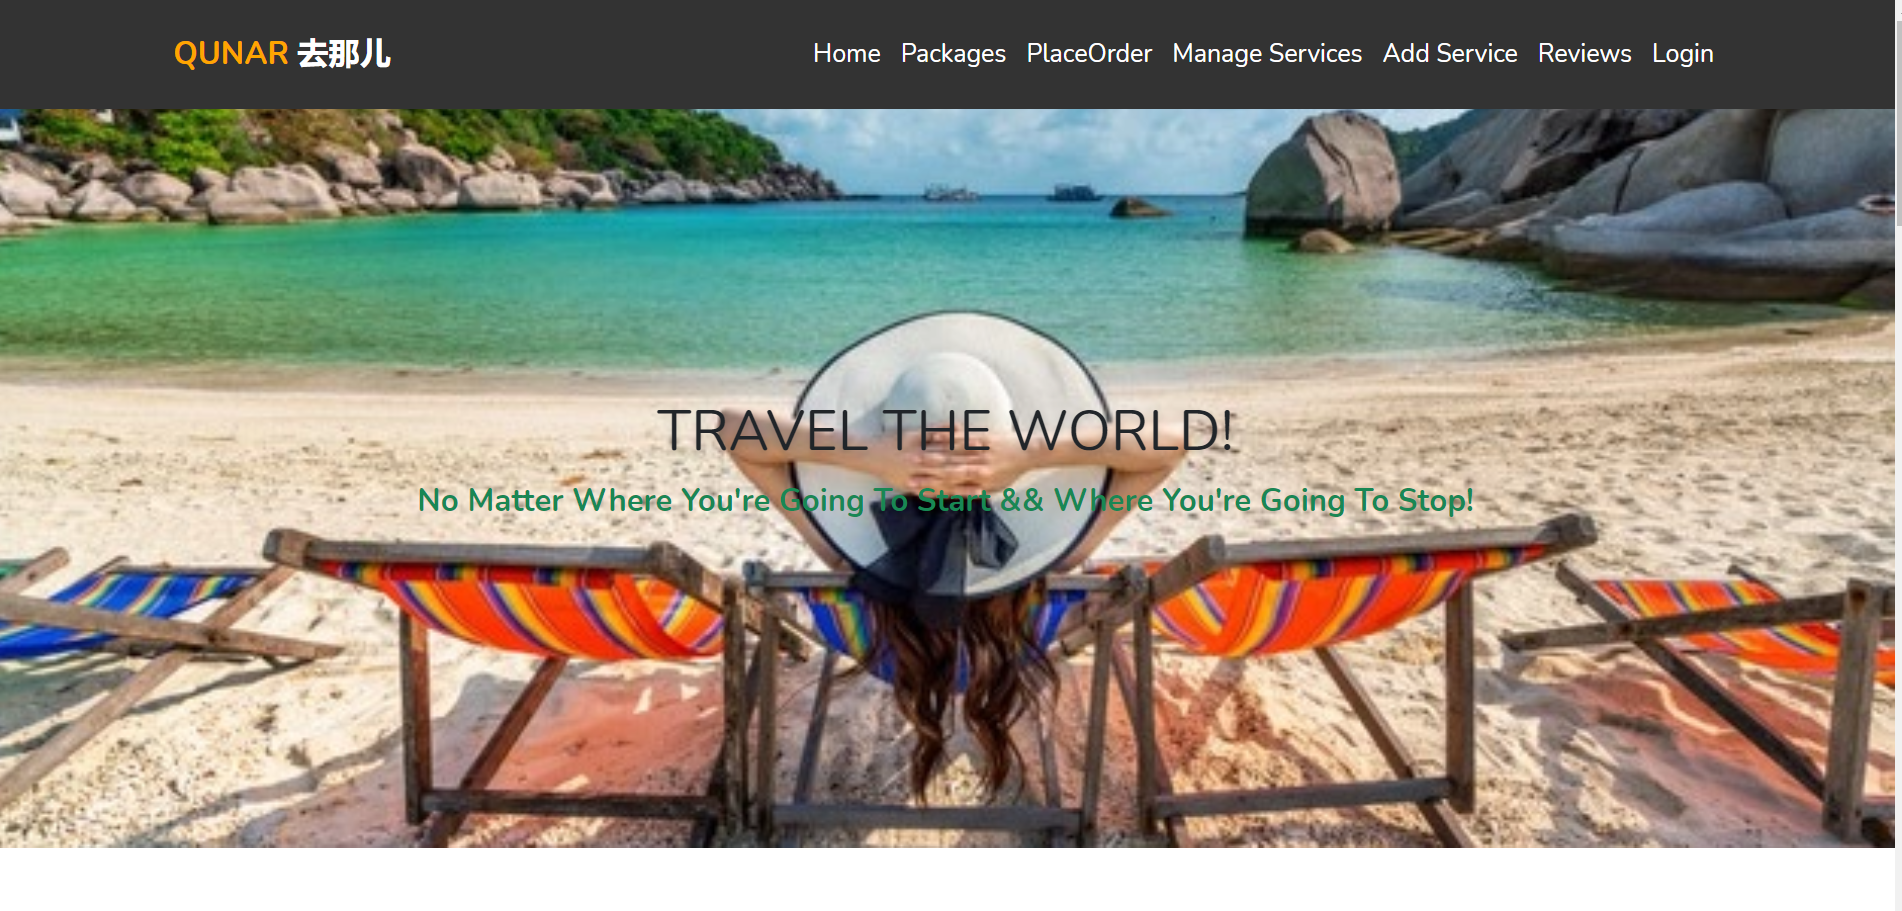 QUNAR 去那儿
Home Packages PlaceOrder Manage Services Add Service Reviews Login
TRAVEL THE WORLD!
No Matter Where You're Going To Start && Where You're Going To Stop!